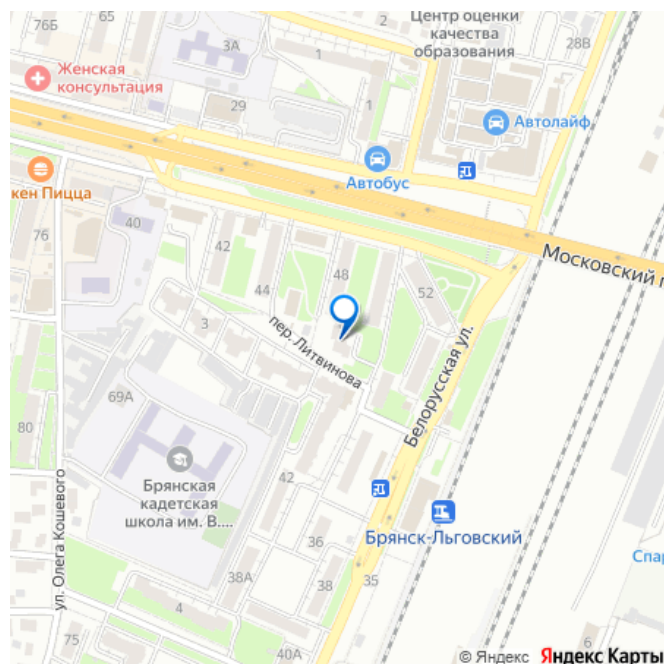 Центр оценки
качества
образования
76Б
65
3А
1
28В
Женская
консультация
29
1
Автолайф
Автобус
кен Пицца
76
40
42
44
48
52
Московский п
пер. Литвинова
3
Белорусская ул.
69А
80
Брянская
кадетская
школа им. В....
42
ул. Олега Кошевого
36
Брянск-Льговский
38А
38
35
4
Спар
75
40А
6
© Яндекс Яндекс Карты